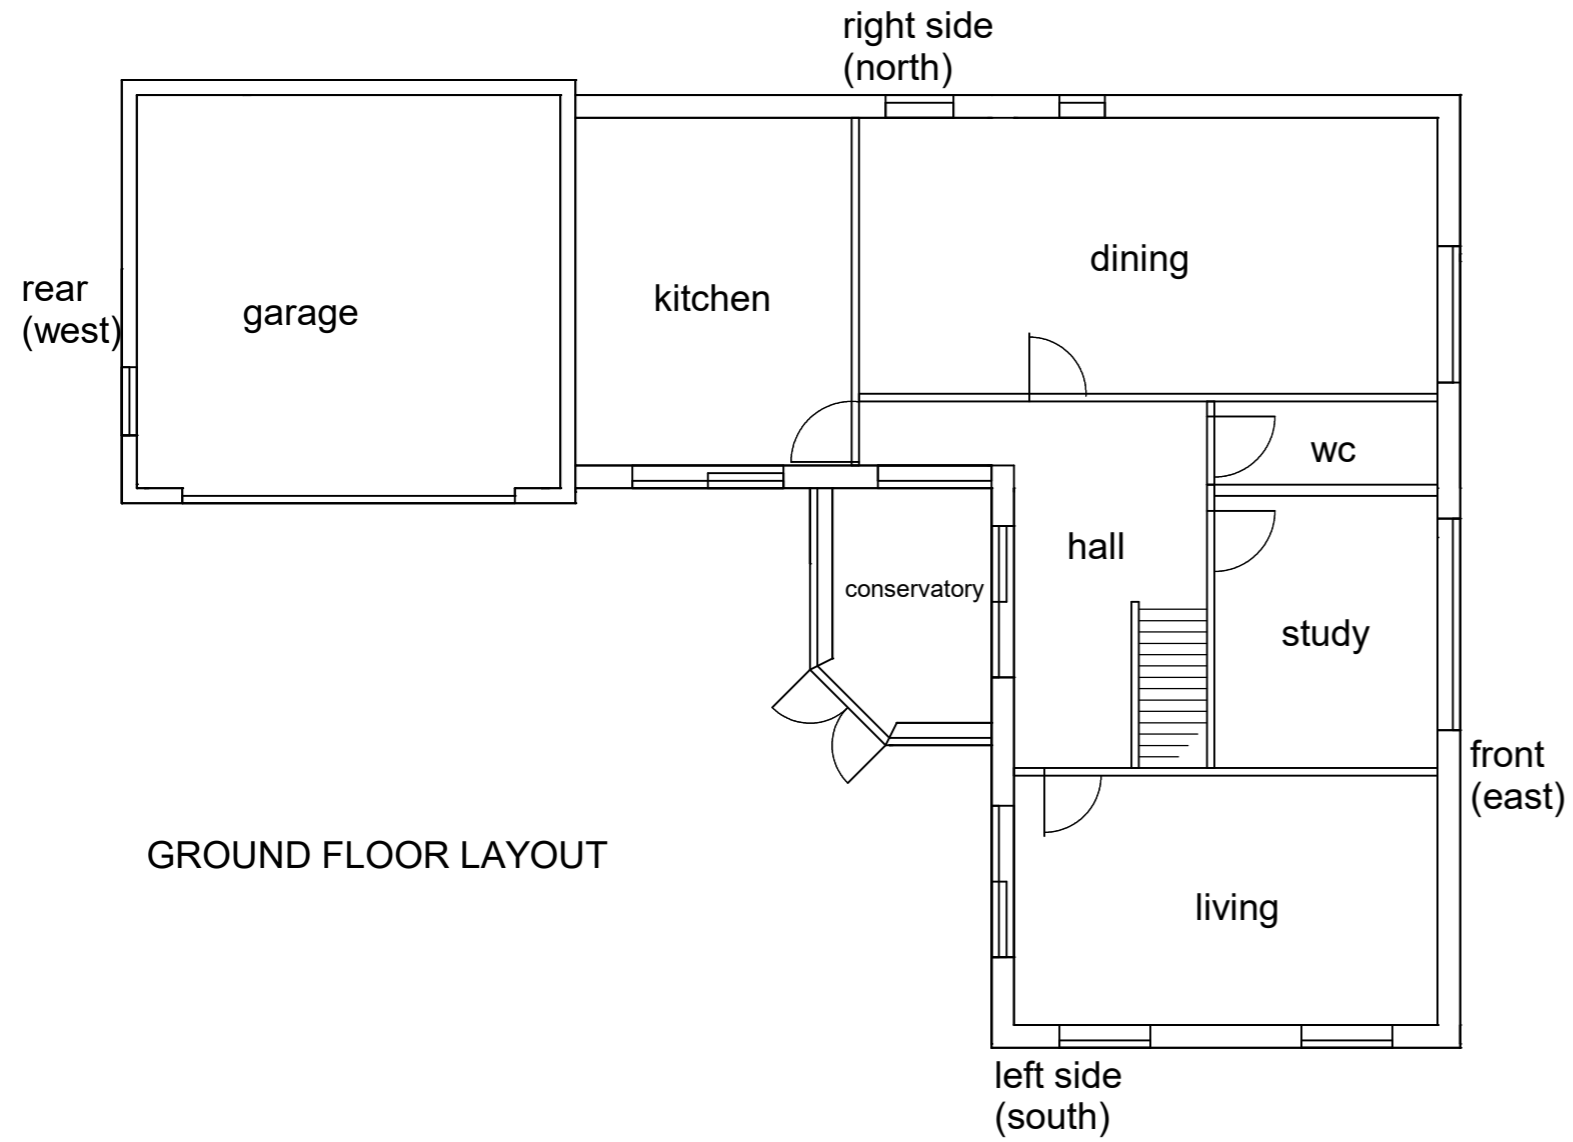 right side
(north)
dining
rear
(west)
garage
kitchen
wc
hall
conservatory
study
front
(east)
GROUND FLOOR LAYOUT
living
left side
(south)